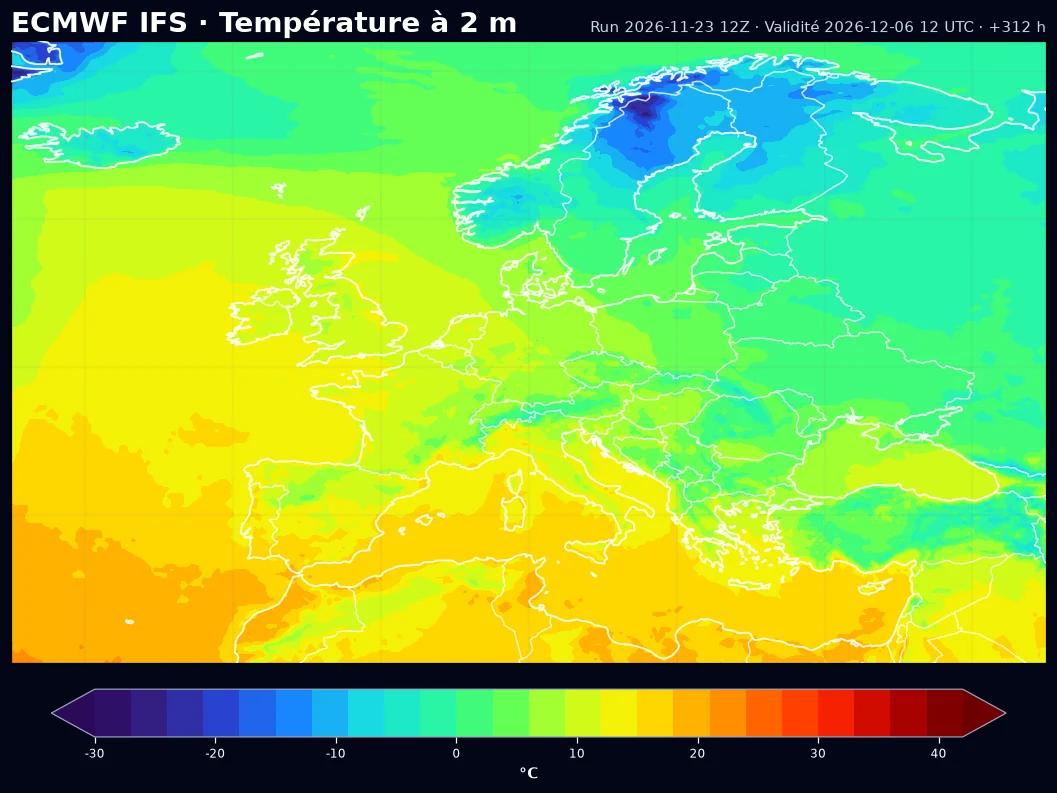 ECMWF IFS · Température à 2 m
Run 2026-11-23 12Z · Validité 2026-12-06 12 UTC · +312 h
-30 -20 -10 0 10 20 30 40
°C